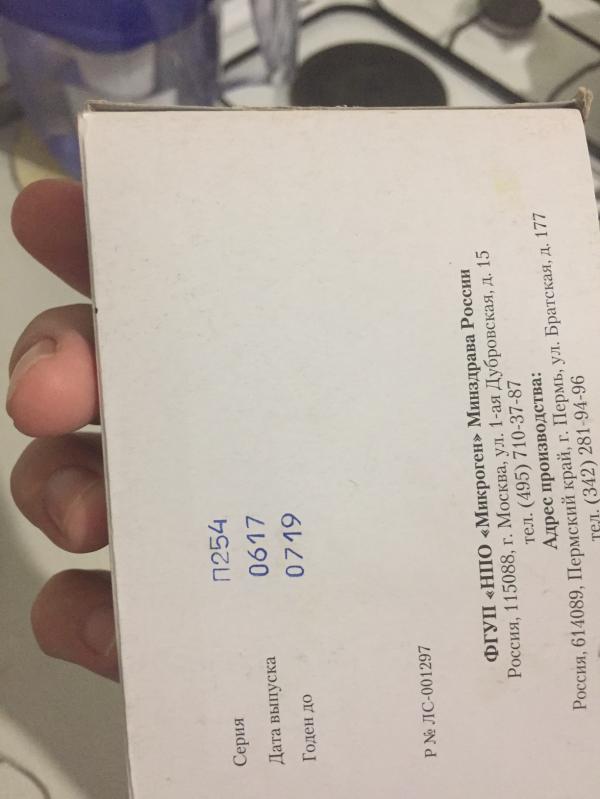 Серия П254
Дата выпуска 0617
Годен до 0719
Р № ЛС-001297
ФГУП «НПО «Микроген» Минздрава России
Россия, 115088, г. Москва, ул. 1-ая Дубровская, д. 15
тел. (495) 710-37-87
Адрес производства:
Россия, 614089, Пермский край, г. Пермь, ул. Братская, д. 177
тел. (342) 281-94-96